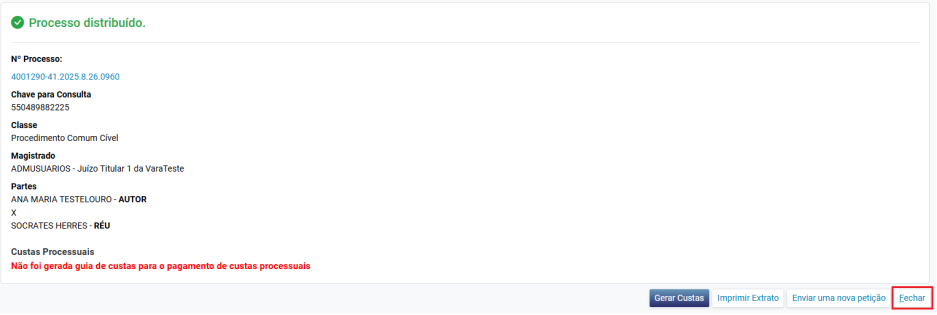 Processo distribuído.
Nº Processo:
4001290-41.2025.8.26.0960
Chave para Consulta
550489882225
Classe
Procedimento Comum Cível
Magistrado
ADMUSUARIOS - Juízo Titular 1 da VaraTeste
Partes
ANA MARIA TESTELOURO - AUTOR
X
SOCRATES HERRES - RÉU
Custas Processuais
Não foi gerada guia de custas para o pagamento de custas processuais
Gerar Custas Imprimir Extrato Enviar uma nova petição Fechar